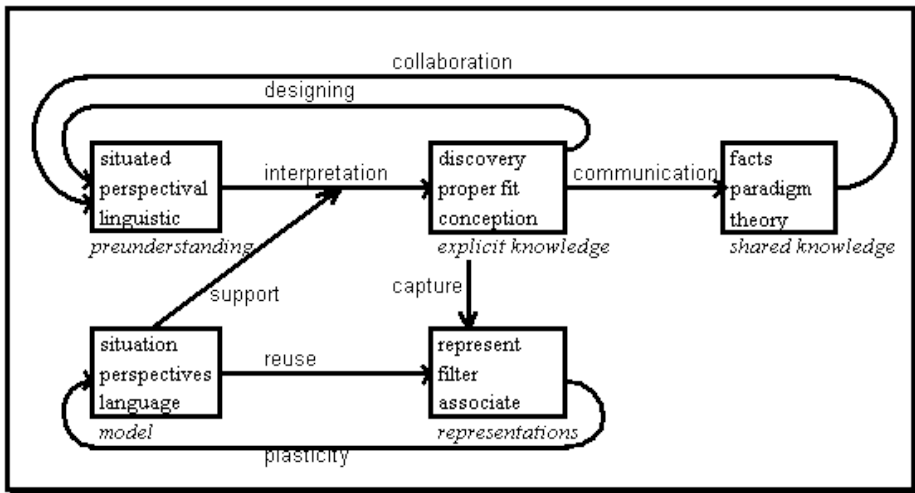 collaboration
designing
situated
perspectival
linguistic
preunderstanding
interpretation
discovery
proper fit
conception
explicit knowledge
communication
facts
paradigm
theory
shared knowledge
support
capture
situation
perspectives
language
model
reuse
represent
filter
associate
representations
plasticity